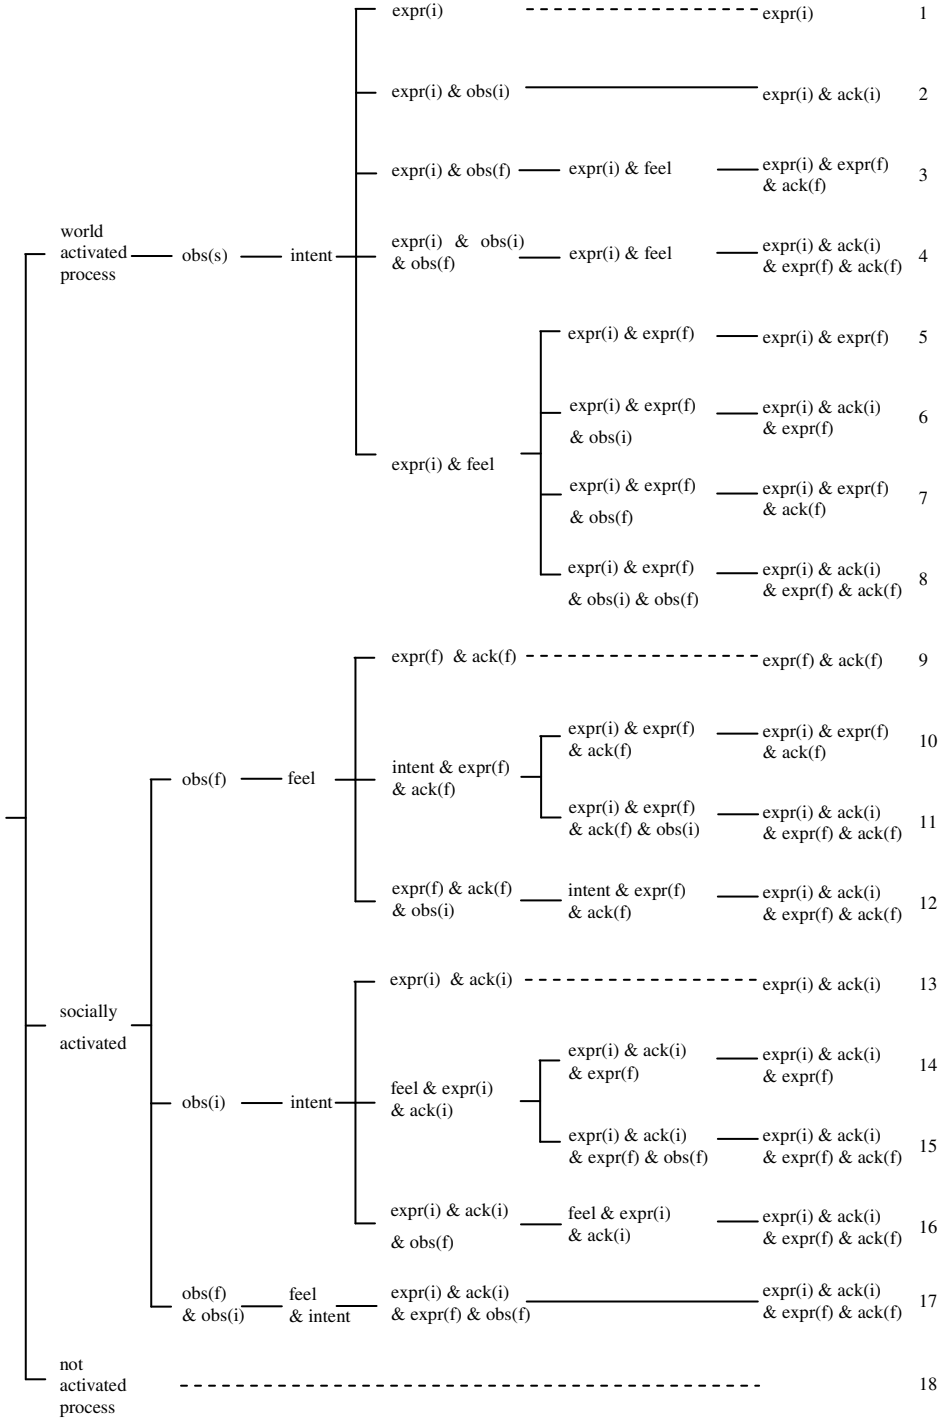 expr(i) expr(i) 1
expr(i) & obs(i) expr(i) & ack(i) 2
expr(i) & obs(f) expr(i) & feel expr(i) & expr(f)
& ack(f) 3
world
activated
process obs(s) intent
expr(i) & obs(i)
& obs(f) expr(i) & feel expr(i) & ack(i)
& expr(f) & ack(f) 4
expr(i) & feel
expr(i) & expr(f) expr(i) & expr(f) 5
expr(i) & expr(f)
& obs(i) expr(i) & ack(i)
& expr(f) 6
expr(i) & expr(f)
& obs(f) expr(i) & expr(f)
& ack(f) 7
expr(i) & expr(f)
& obs(i) & obs(f) expr(i) & ack(i)
& expr(f) & ack(f) 8
expr(f) & ack(f) expr(f) & ack(f) 9
obs(f) feel
intent & expr(f)
& ack(f)
expr(i) & expr(f)
& ack(f) expr(i) & expr(f)
& ack(f) 10
expr(i) & expr(f)
& ack(f) & obs(i) expr(i) & ack(i)
& expr(f) & ack(f) 11
expr(f) & ack(f)
& obs(i) intent & expr(f)
& ack(f) expr(i) & ack(i)
& expr(f) & ack(f) 12
socially
activated
expr(i) & ack(i) expr(i) & ack(i) 13
obs(i) intent
feel & expr(i)
& ack(i)
expr(i) & ack(i)
& expr(f) expr(i) & ack(i)
& expr(f) 14
expr(i) & ack(i)
& expr(f) & obs(f) expr(i) & ack(i)
& expr(f) & ack(f) 15
expr(i) & ack(i)
& obs(f) feel & expr(i)
& ack(i) expr(i) & ack(i)
& expr(f) & ack(f) 16
obs(f)
& obs(i) feel
& intent expr(i) & ack(i)
& expr(f) & obs(f) expr(i) & ack(i)
& expr(f) & ack(f) 17
not
activated
process 18